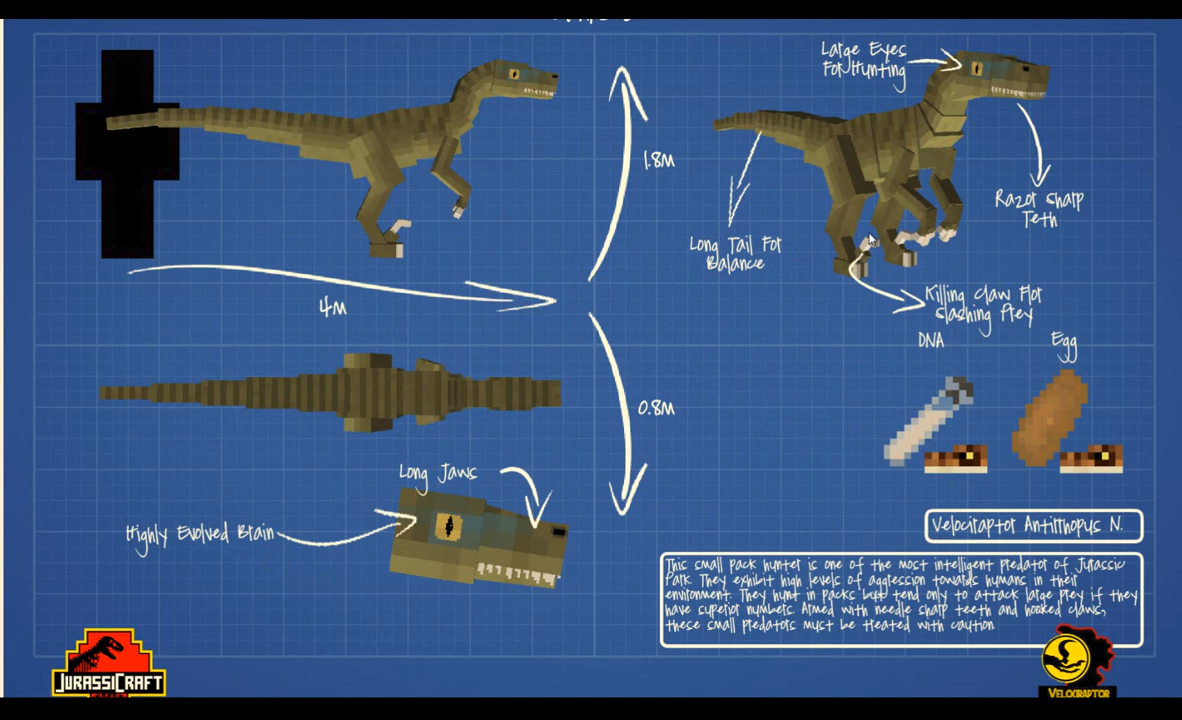 Large Eyes
For Hunting
1.8M
Razor Sharp
Teth
Long Tail For
Balance
4M
Killing Claw Flor
slashing Prey
DNA
Egg
0.8M
Long Jaws
Highly Evolved Brain
Velociraptor Antirrhopus N.
This small pack hunter is one of the most intelligent predator of Jurassic
Park. They exhibit high levels of aggression towards humans in their
environment. They hunt in packs but tend only to attack large prey if they
have superior numbers. Armed with needle sharp teeth and hooked claws,
these small predators must be treated with caution
JURASSICRAFT
VELOCIRAPTOR